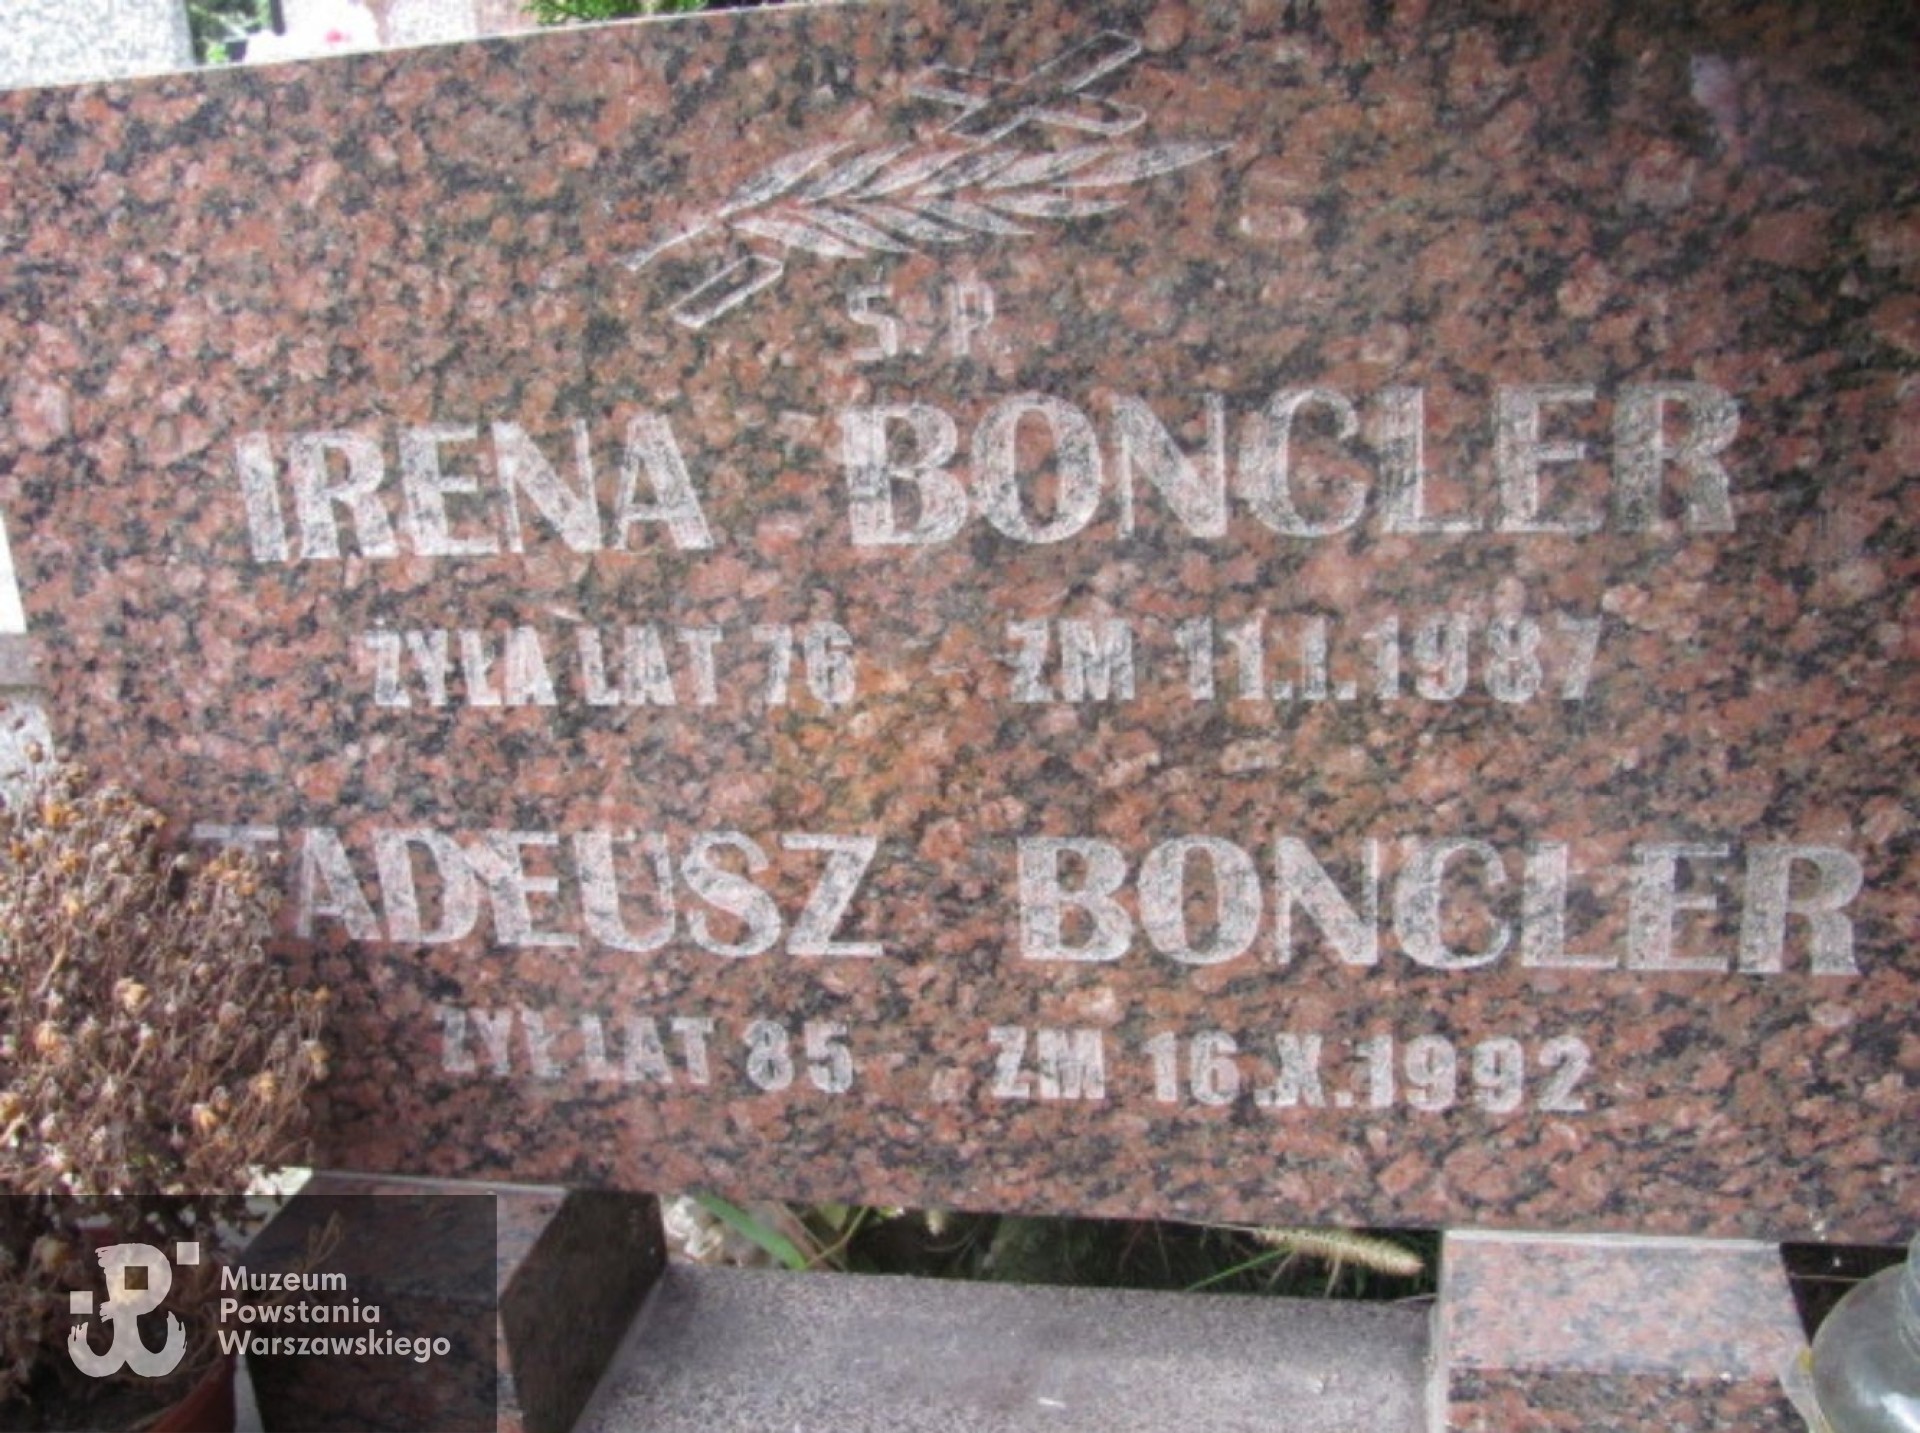 Ś.P.
IRENA BONCLER
ŻYŁA LAT 76 - ZM 11.I.1987
TADEUSZ BONCLER
ŻYŁ LAT 85 ZM 16.X.1992
Muzeum
Powstania
Warszawskiego